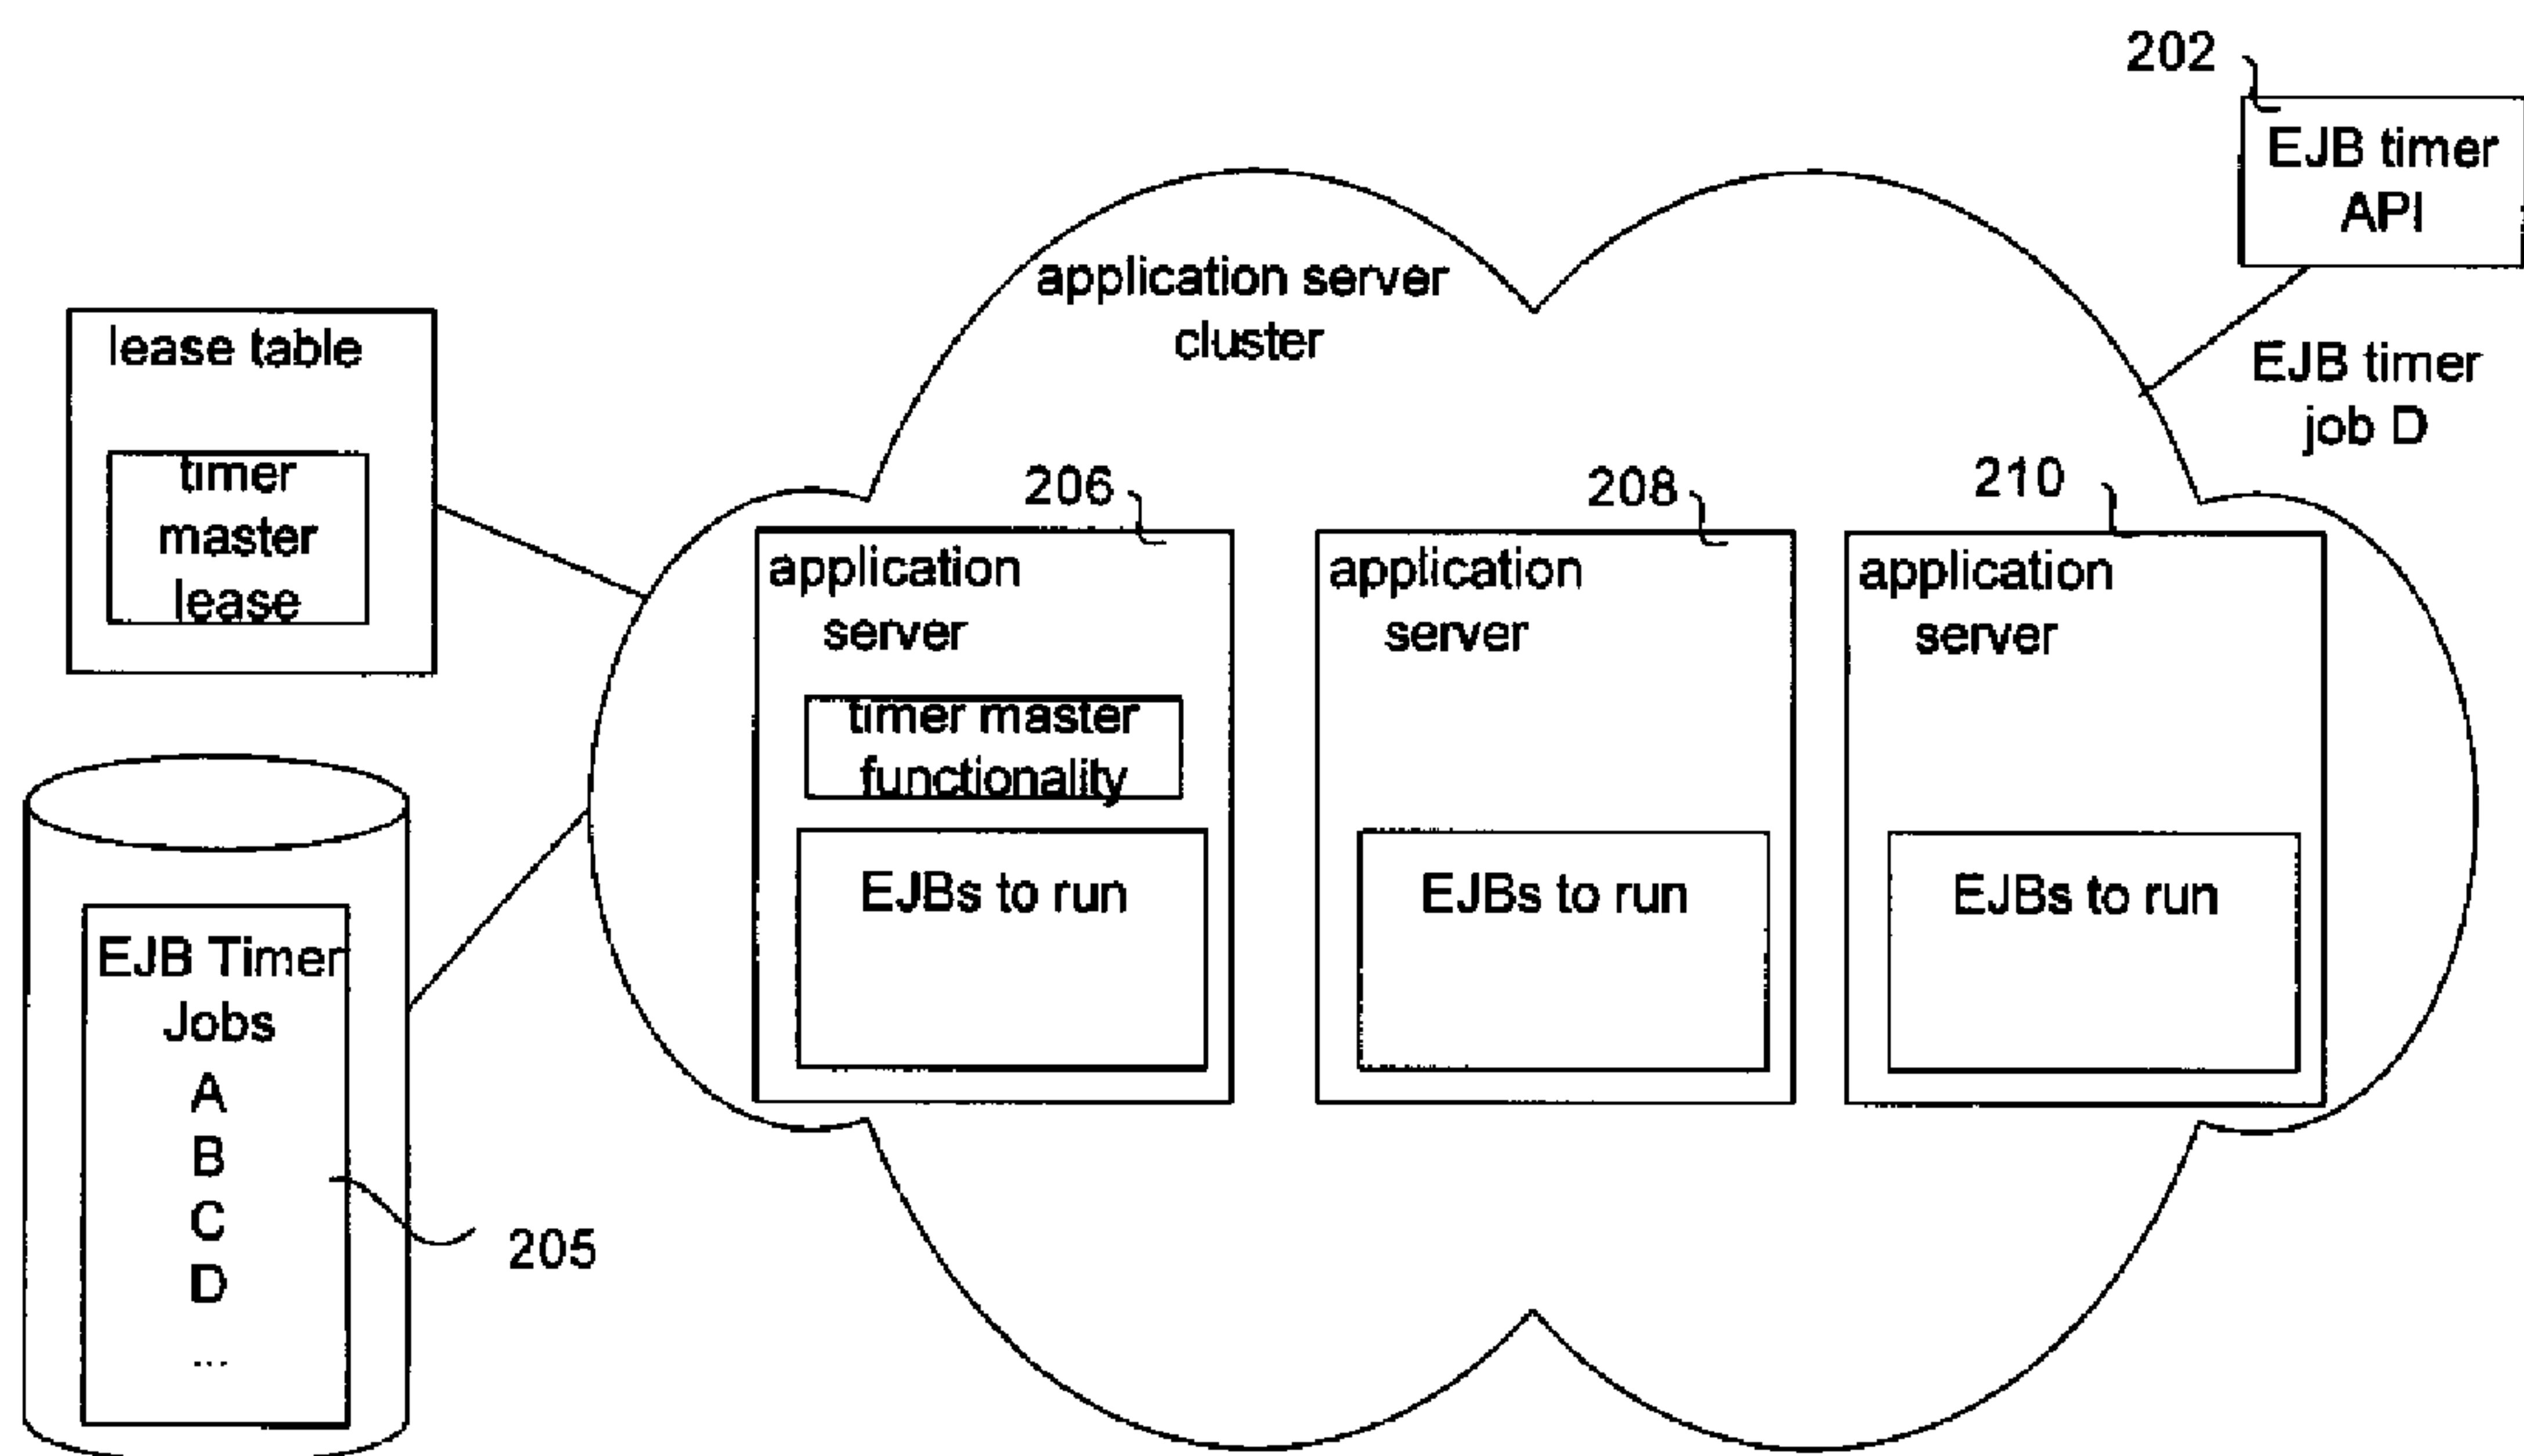 202
EJB timer
API
application server
cluster
lease table
EJB timer
job D
timer
master
lease
206
208
210
application
server
timer master
functionality
EJBs to run
application
server
EJBs to run
application
server
EJBs to run
EJB Timer
Jobs
A
B
C
D
...
205